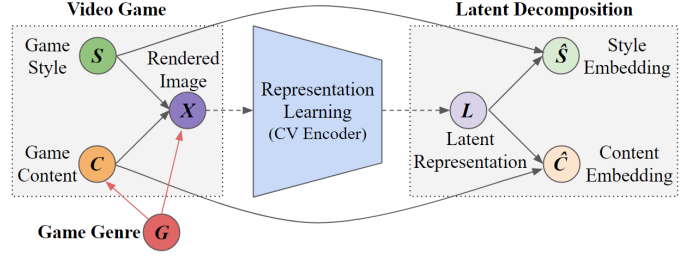 Video Game
Latent Decomposition
Game
Style
S
Rendered
Image
X
Game
Content
C
Game Genre
G
Representation
Learning
(CV Encoder)
L
Latent
Representation
Ŝ
Style
Embedding
Ĉ
Content
Embedding